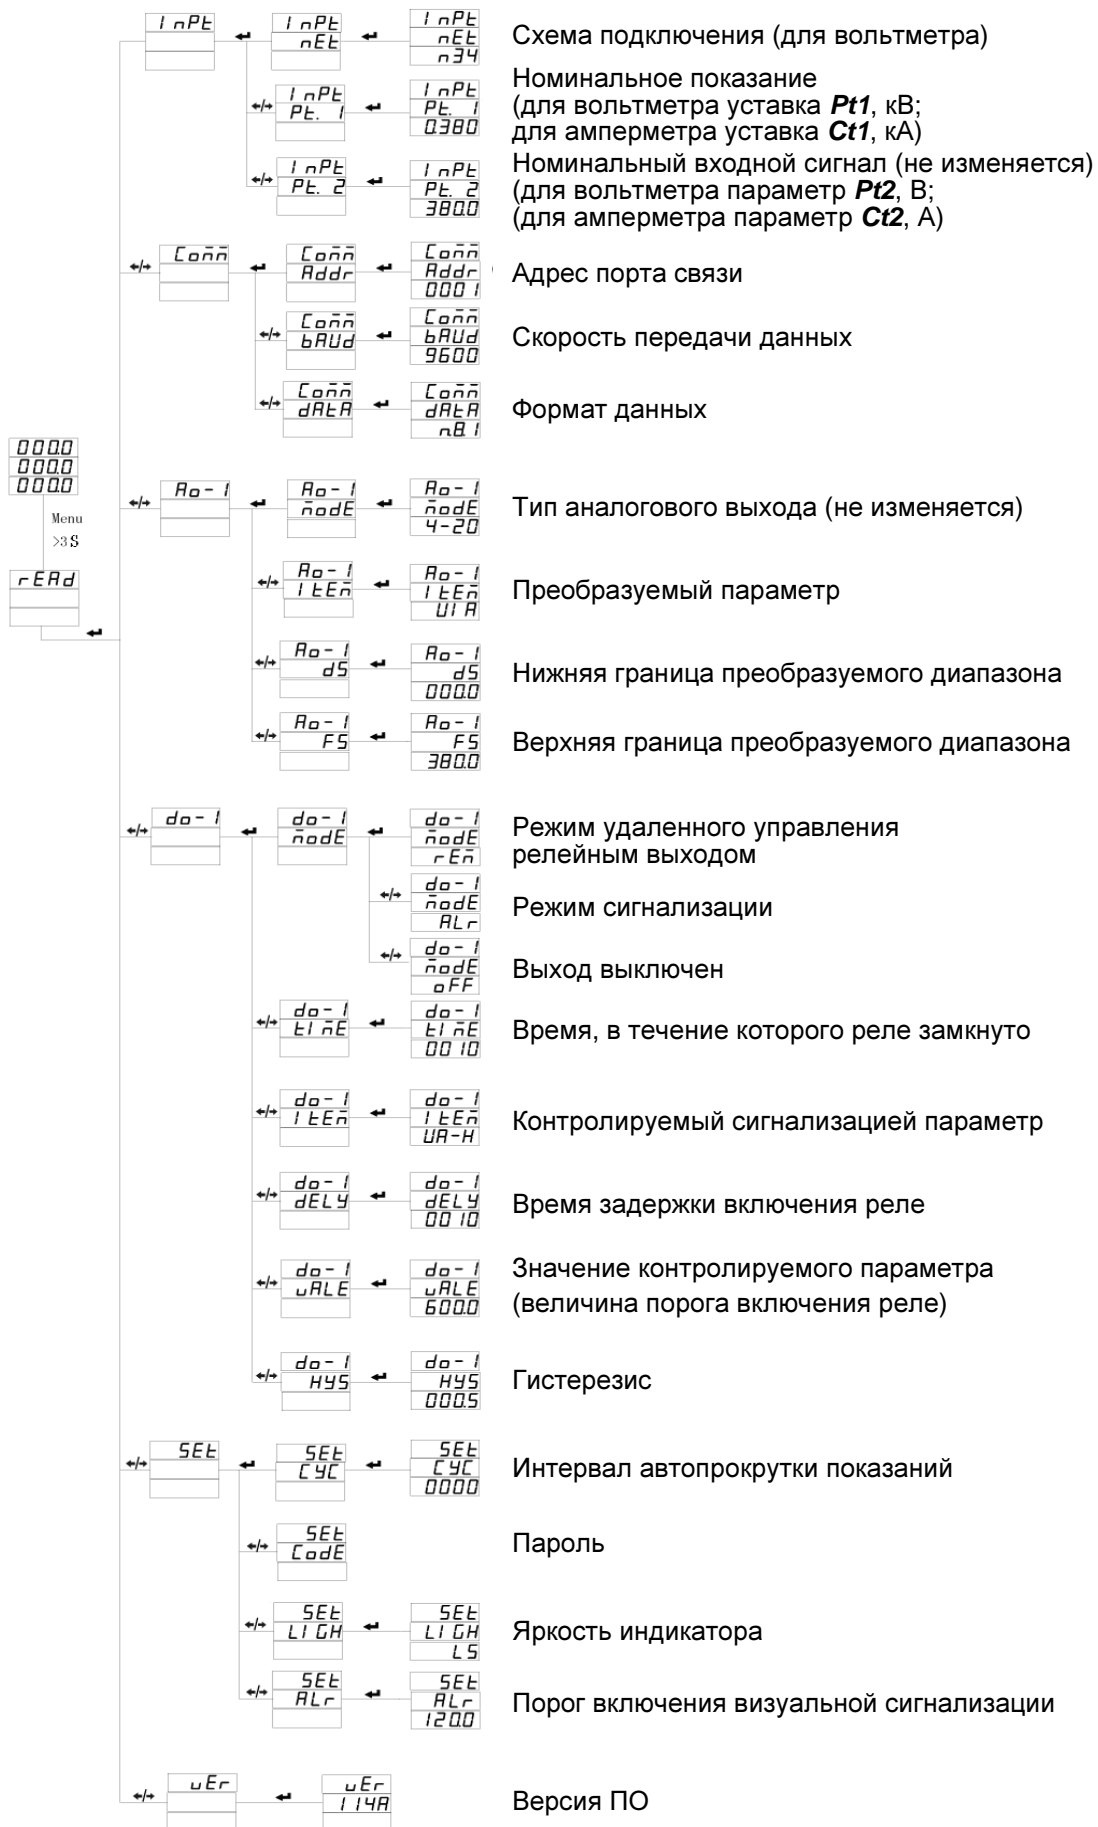 InPt
InPt
nEt
InPt
nEt
n34
Схема подключения (для вольтметра)
InPt
Pt. 1
InPt
Pt. 1
0.380
Номинальное показание
(для вольтметра уставка Pt1, кВ;
для амперметра уставка Ct1, кА)
InPt
Pt. 2
InPt
Pt. 2
380.0
Номинальный входной сигнал (не изменяется)
(для вольтметра параметр Pt2, В;
(для амперметра параметр Ct2, А)
Conn
Conn
Addr
Conn
Addr
0001
Адрес порта связи
Conn
bAUd
Conn
bAUd
9600
Скорость передачи данных
Conn
dAtA
Conn
dAtA
n.8.1
Формат данных
000.0
000.0
000.0
Menu
>3S
rEAd
Ao-1
Ao-1
nodE
Ao-1
nodE
4-20
Тип аналогового выхода (не изменяется)
Ao-1
ItEn
Ao-1
ItEn
UIA
Преобразуемый параметр
Ao-1
dS
Ao-1
dS
000.0
Нижняя граница преобразуемого диапазона
Ao-1
FS
Ao-1
FS
380.0
Верхняя граница преобразуемого диапазона
do-1
do-1
nodE
do-1
nodE
rEn
Режим удаленного управления
релейным выходом
do-1
nodE
ALr
Режим сигнализации
do-1
nodE
oFF
Выход выключен
do-1
tInE
do-1
tInE
0010
Время, в течение которого реле замкнуто
do-1
ItEn
do-1
ItEn
UA-H
Контролируемый сигнализацией параметр
do-1
dELY
do-1
dELY
0010
Время задержки включения реле
do-1
uALE
do-1
uALE
600.0
Значение контролируемого параметра
(величина порога включения реле)
do-1
HYS
do-1
HYS
000.5
Гистерезис
SEt
SEt
CYC
SEt
CYC
0000
Интервал автопрокрутки показаний
SEt
CodE
Пароль
SEt
LIGH
SEt
LIGH
LS
Яркость индикатора
SEt
ALr
SEt
ALr
120.0
Порог включения визуальной сигнализации
uEr
uEr
114A
Версия ПО